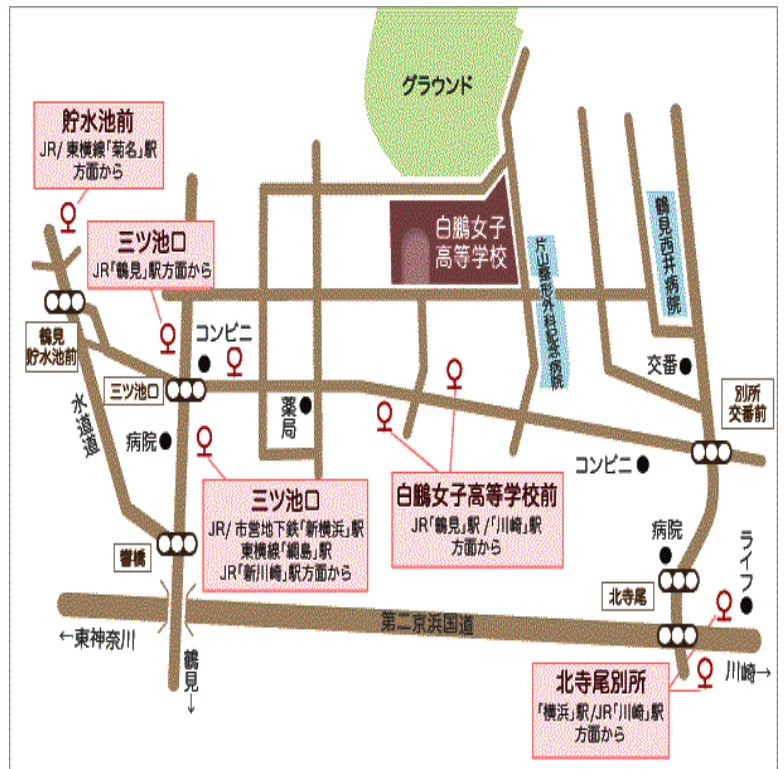 グラウンド
貯水池前
JR/東横線「菊名」駅
方面から
三ツ池口
JR「鶴見」駅方面から
白鵬女子
高等学校
鶴見西井病院
片山整形外科記念病院
コンビニ
鶴見
貯水池前
三ツ池口
交番
別所
交番前
薬局
水道道
病院
コンビニ
三ツ池口
JR/市営地下鉄「新横浜」駅
東横線「綱島」駅
JR「新川崎」駅方面から
白鵬女子高等学校前
JR「鶴見」駅/「川崎」駅
方面から
病院
ライフ
響橋
北寺尾
第二京浜国道
←東神奈川
鶴見→
川崎→
北寺尾別所
「横浜」駅/JR「川崎」駅
方面から